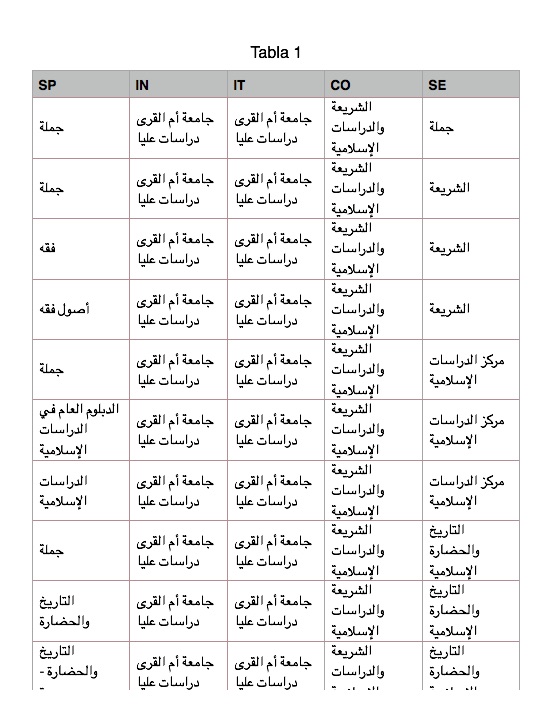 Tabla 1
SP
IN
IT
CO
SE
جملة
جامعة أم القرى
دراسات عليا
جامعة أم القرى
دراسات عليا
الشريعة
والدراسات
الإسلامية
جملة
جملة
جامعة أم القرى
دراسات عليا
جامعة أم القرى
دراسات عليا
الشريعة
والدراسات
الإسلامية
الشريعة
فقه
جامعة أم القرى
دراسات عليا
جامعة أم القرى
دراسات عليا
الشريعة
والدراسات
الإسلامية
الشريعة
أصول فقه
جامعة أم القرى
دراسات عليا
جامعة أم القرى
دراسات عليا
الشريعة
والدراسات
الإسلامية
الشريعة
جملة
جامعة أم القرى
دراسات عليا
جامعة أم القرى
دراسات عليا
الشريعة
والدراسات
الإسلامية
مركز الدراسات
الإسلامية
الدبلوم العام في
الدراسات
الإسلامية
جامعة أم القرى
دراسات عليا
جامعة أم القرى
دراسات عليا
الشريعة
والدراسات
الإسلامية
مركز الدراسات
الإسلامية
الدراسات
الإسلامية
جامعة أم القرى
دراسات عليا
جامعة أم القرى
دراسات عليا
الشريعة
والدراسات
الإسلامية
مركز الدراسات
الإسلامية
جملة
جامعة أم القرى
دراسات عليا
جامعة أم القرى
دراسات عليا
الشريعة
والدراسات
الإسلامية
التاريخ
والحضارة
الإسلامية
التاريخ
والحضارة
جامعة أم القرى
دراسات عليا
جامعة أم القرى
دراسات عليا
الشريعة
والدراسات
الإسلامية
التاريخ
والحضارة
الإسلامية
التاريخ
والحضارة -
جامعة أم القرى
دراسات عليا
جامعة أم القرى
دراسات عليا
الشريعة
والدراسات
التاريخ
والحضارة